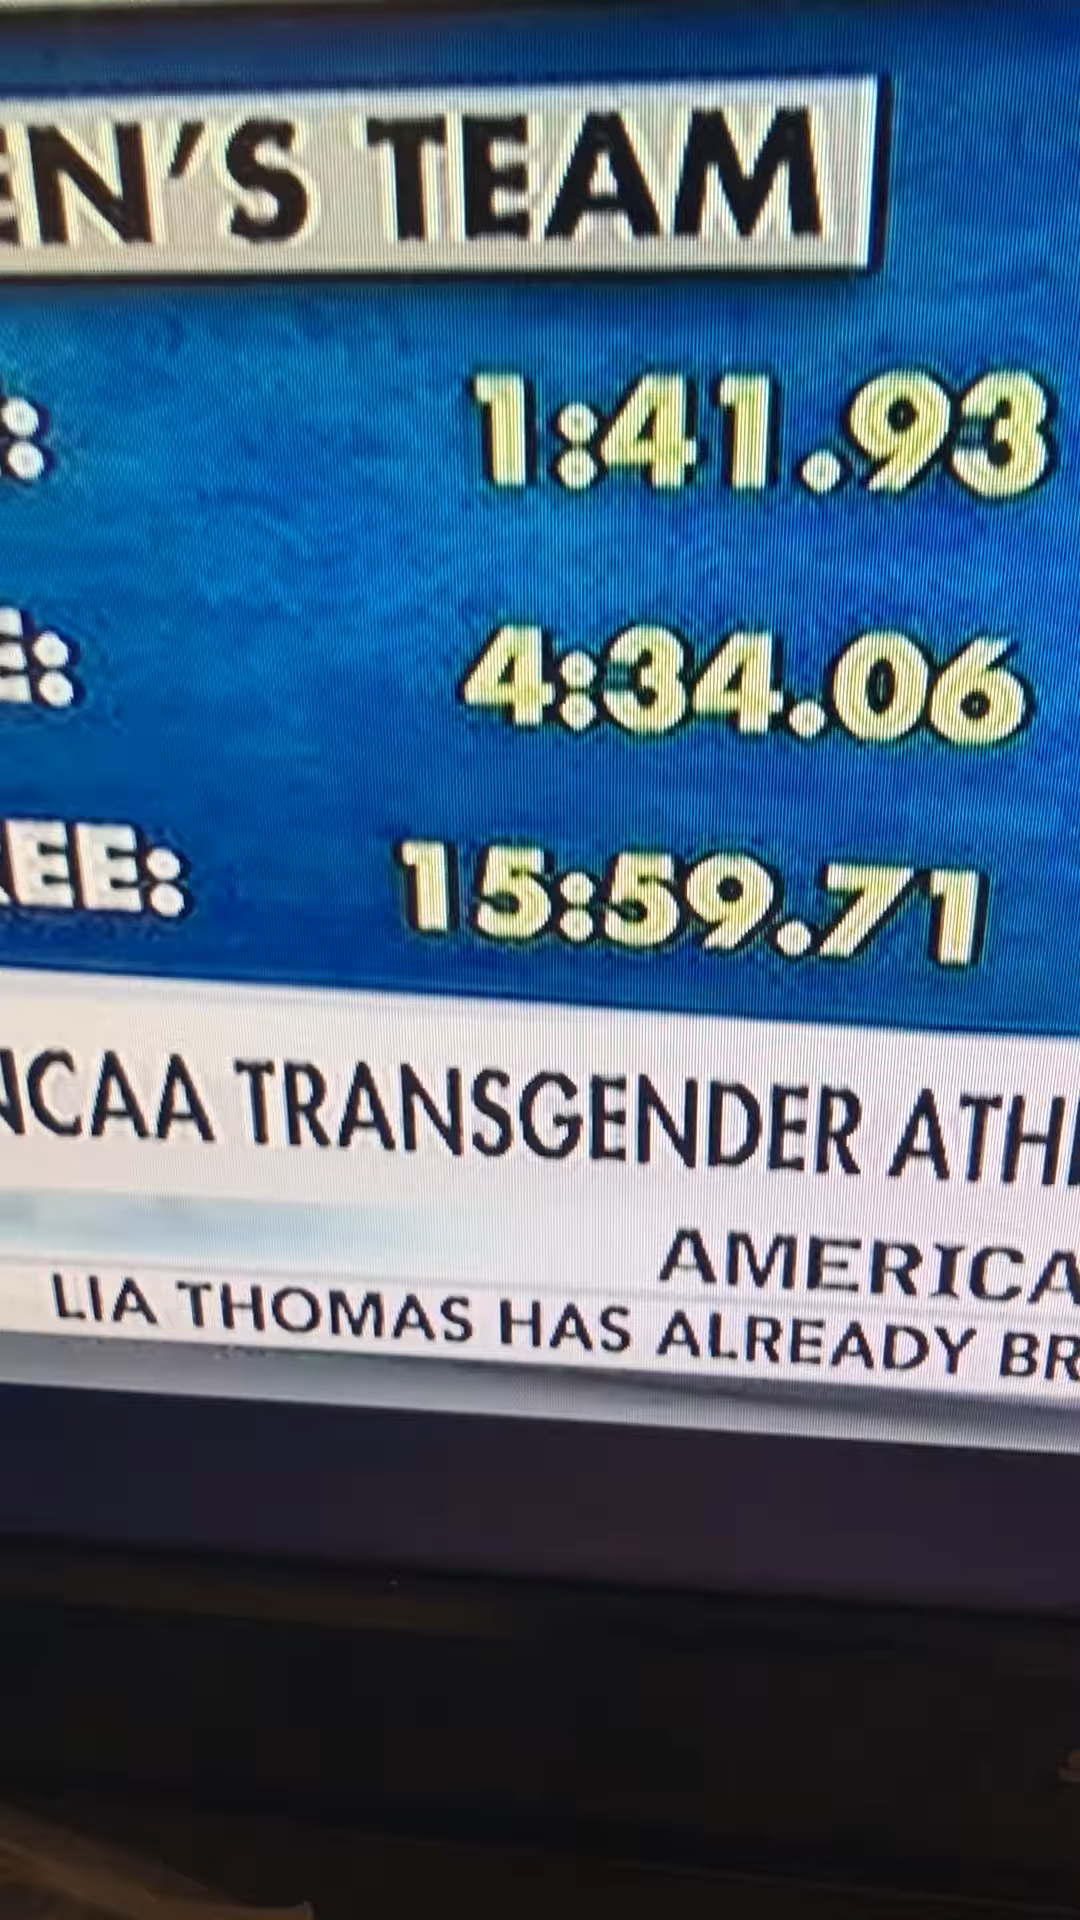 EN'S TEAM
: 1:41.93
E: 4:34.06
REE: 15:59.71
NCAA TRANSGENDER ATH
AMERICA
LIA THOMAS HAS ALREADY BR